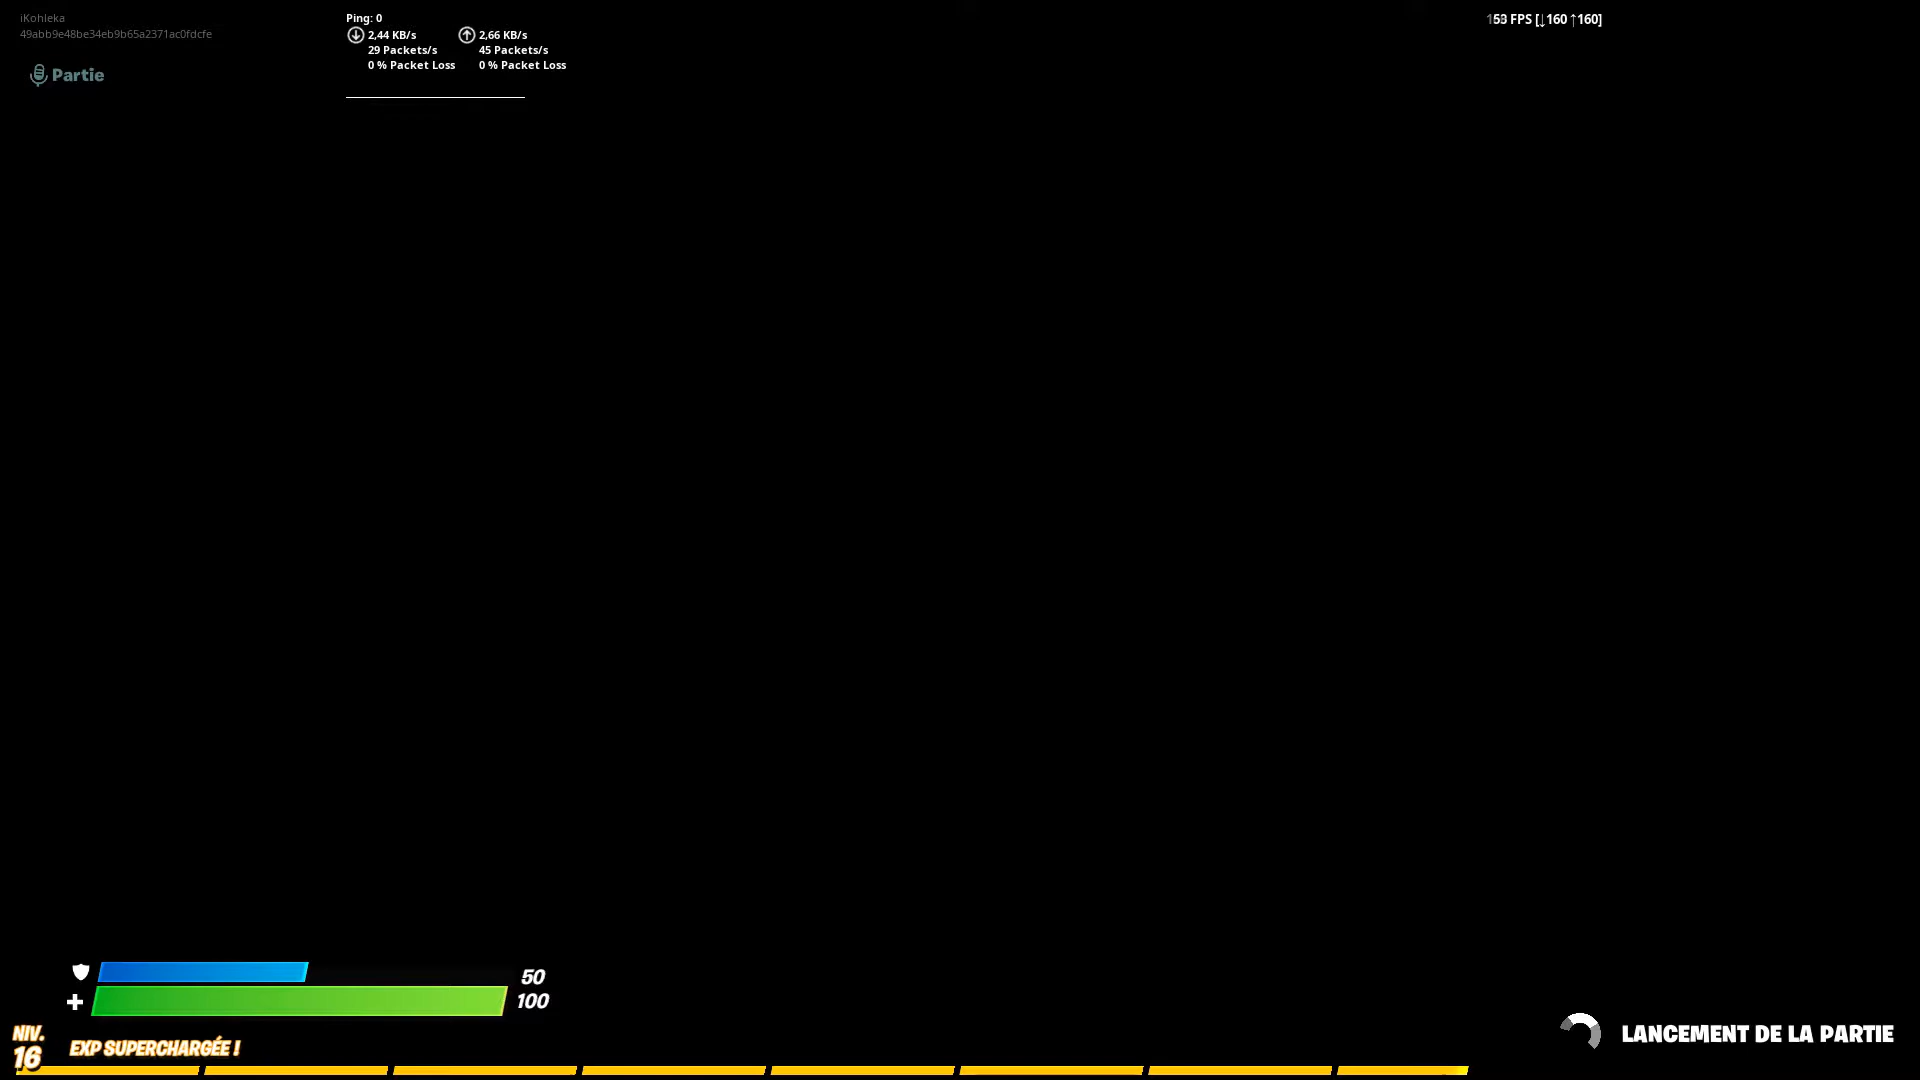 iKohleka
49abb9e48be34eb9b65a2371ac0fdcfe
Partie
Ping: 0
2,44 KB/s 2,66 KB/s
29 Packets/s 45 Packets/s
0 % Packet Loss 0 % Packet Loss
FPS [↓160 ↑160]
50
100
NIV.
16
EXP SUPERCHARGÉE !
LANCEMENT DE LA PARTIE